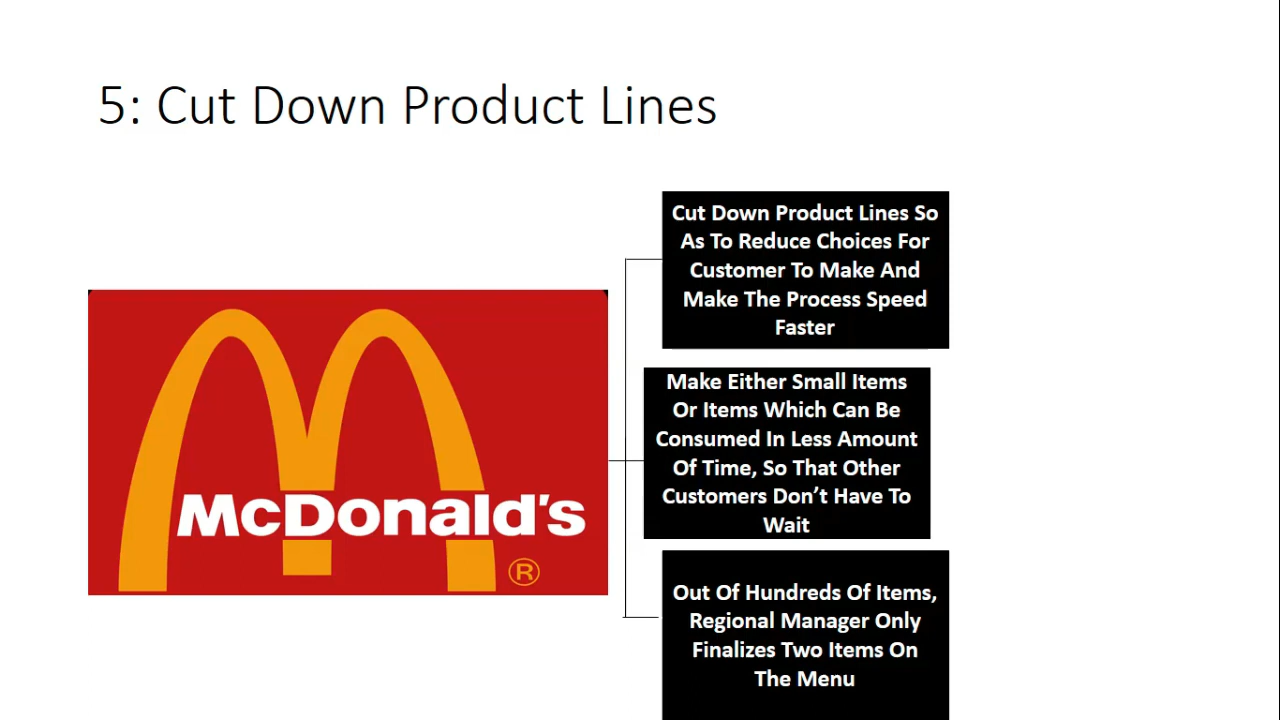 5: Cut Down Product Lines
McDonald's
®
Cut Down Product Lines So
As To Reduce Choices For
Customer To Make And
Make The Process Speed
Faster
Make Either Small Items
Or Items Which Can Be
Consumed In Less Amount
Of Time, So That Other
Customers Don’t Have To
Wait
Out Of Hundreds Of Items,
Regional Manager Only
Finalizes Two Items On
The Menu